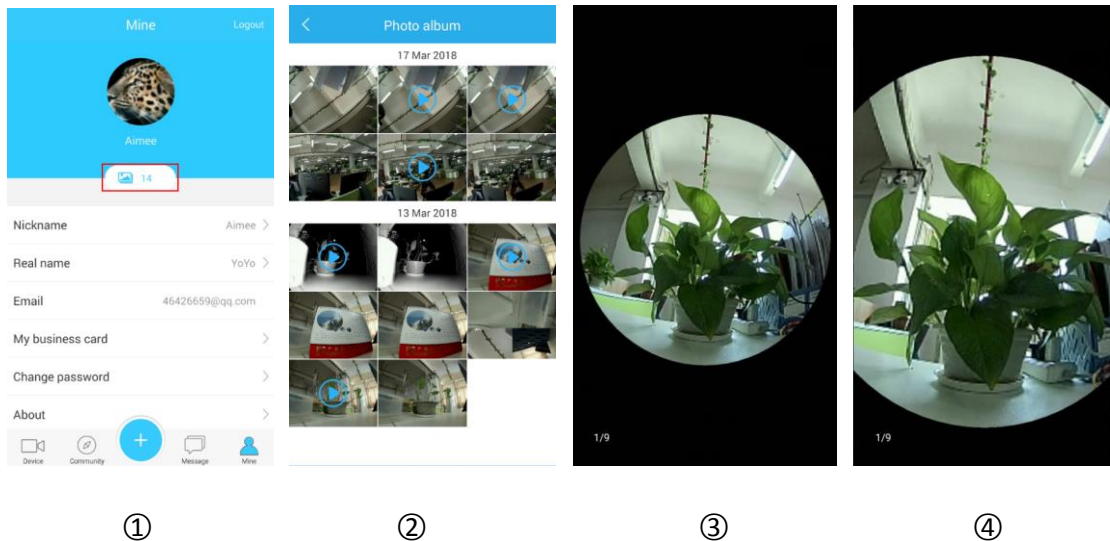 Mine Logout
Aimee
14
Nickname Aimee
Real name YoYo
Email 46426659@qq.com
My business card
Change password
About
+
Device Community Message Mine
Photo album
17 Mar 2018
13 Mar 2018
1/9
1/9
① ② ③ ④